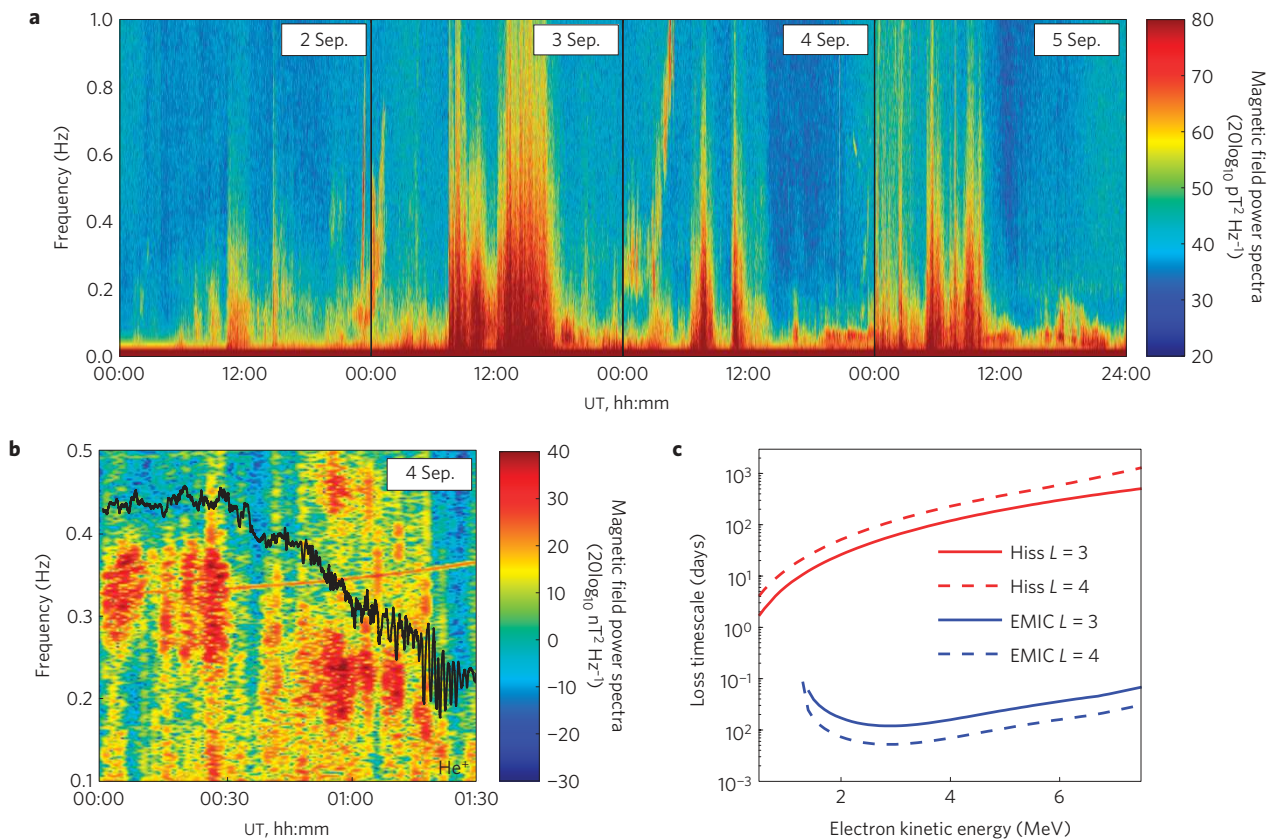 a
2 Sep.
3 Sep.
4 Sep.
5 Sep.
1.0
0.8
0.6
0.4
0.2
0.0
Frequency (Hz)
00:00
12:00
00:00
12:00
00:00
12:00
00:00
12:00
24:00
UT, hh:mm
80
70
60
50
40
30
20
Magnetic field power spectra
(20log₁₀ pT² Hz⁻¹)
b
4 Sep.
0.5
0.4
0.3
0.2
0.1
Frequency (Hz)
He⁺
00:00
00:30
01:00
01:30
UT, hh:mm
40
30
20
10
0
−10
−20
−30
Magnetic field power spectra
(20log₁₀ nT² Hz⁻¹)
c
10³
10²
10¹
10⁰
10⁻¹
10²
10⁻³
Loss timescale (days)
Hiss L = 3
Hiss L = 4
EMIC L = 3
EMIC L = 4
2
4
6
Electron kinetic energy (MeV)